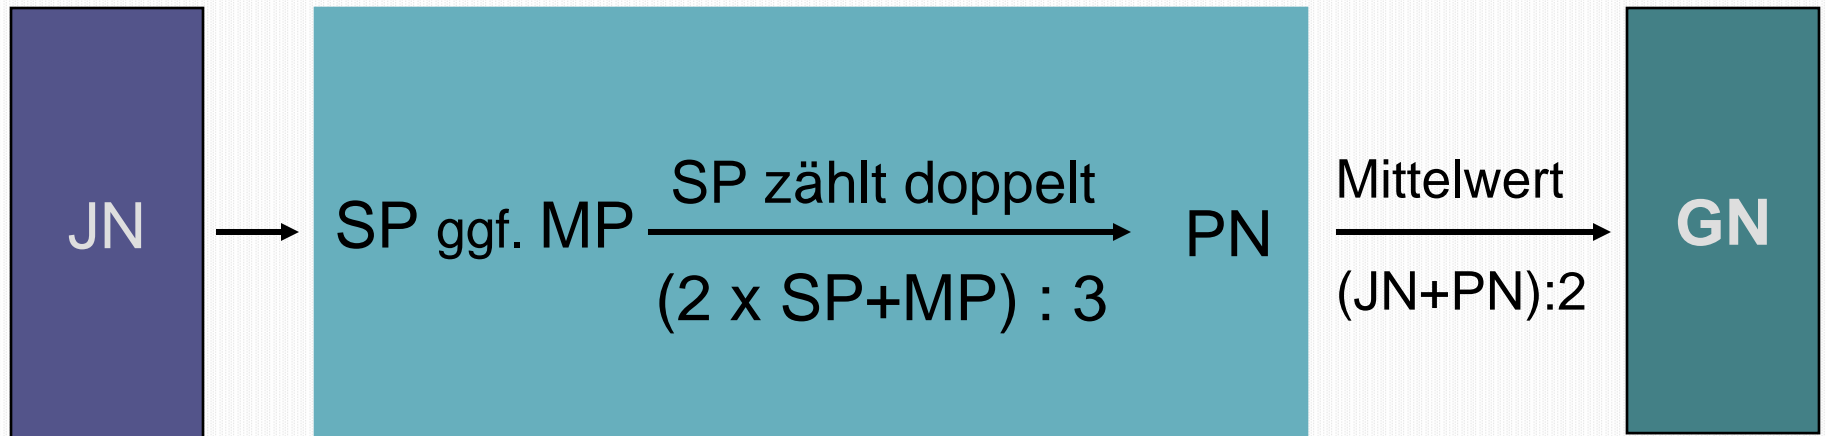 JN
SP ggf. MP
SP zählt doppelt
(2 x SP+MP) : 3
PN
Mittelwert
(JN+PN):2
GN